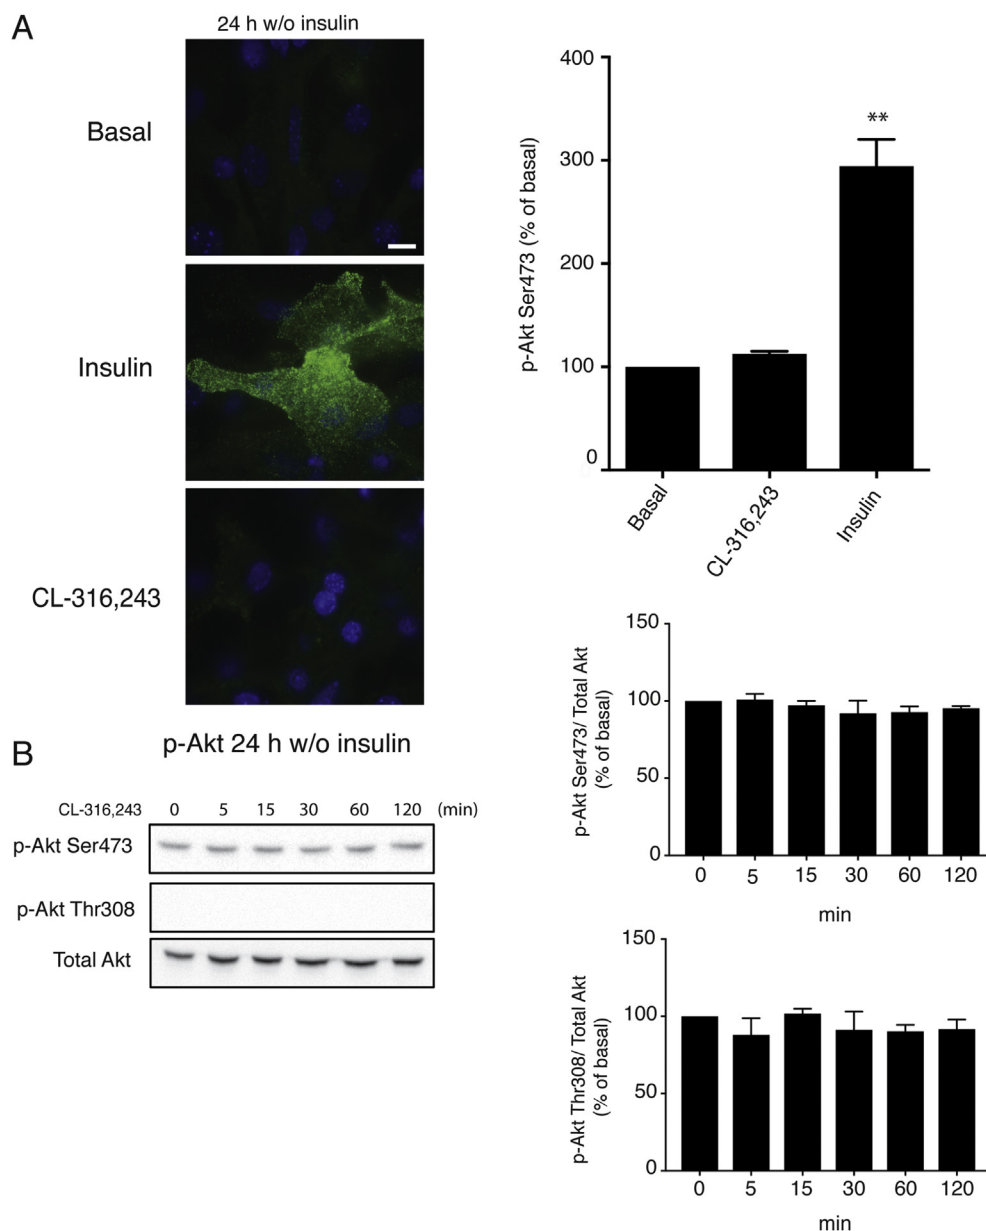 A
24 h w/o insulin
Basal
Insulin
CL-316,243
p-Akt Ser473 (% of basal)
400
300
200
100
0
**
Basal
CL-316,243
Insulin
B
p-Akt 24 h w/o insulin
CL-316,243 0 5 15 30 60 120 (min)
p-Akt Ser473
p-Akt Thr308
Total Akt
p-Akt Ser473/ Total Akt
(% of basal)
150
100
50
0
0 5 15 30 60 120
min
p-Akt Thr308/ Total Akt
(% of basal)
150
100
50
0
0 5 15 30 60 120
min